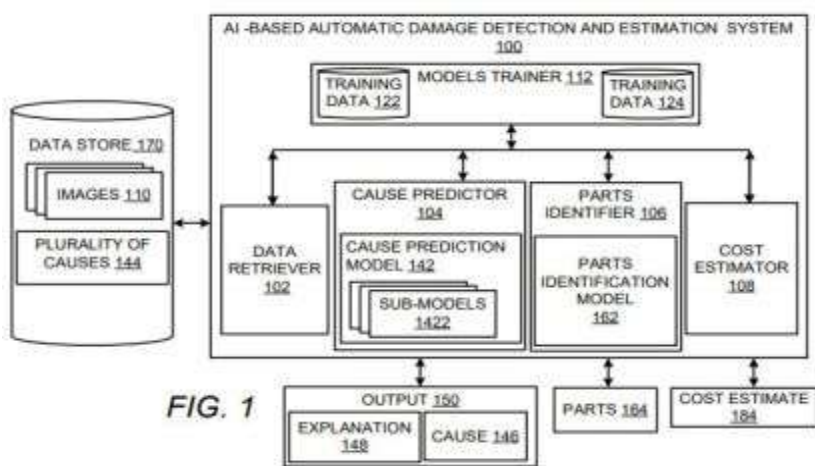 AI -BASED AUTOMATIC DAMAGE DETECTION AND ESTIMATION SYSTEM
100
MODELS TRAINER 112
TRAINING
DATA 122
TRAINING
DATA 124
DATA STORE 170
IMAGES 110
PLURALITY OF
CAUSES 144
DATA
RETRIEVER
102
CAUSE PREDICTOR
104
CAUSE PREDICTION
MODEL 142
SUB-MODELS
1422
PARTS
IDENTIFIER 106
PARTS
IDENTIFICATION
MODEL
162
COST
ESTIMATOR
108
FIG. 1
OUTPUT 150
EXPLANATION
148
CAUSE 146
PARTS 164
COST ESTIMATE
184